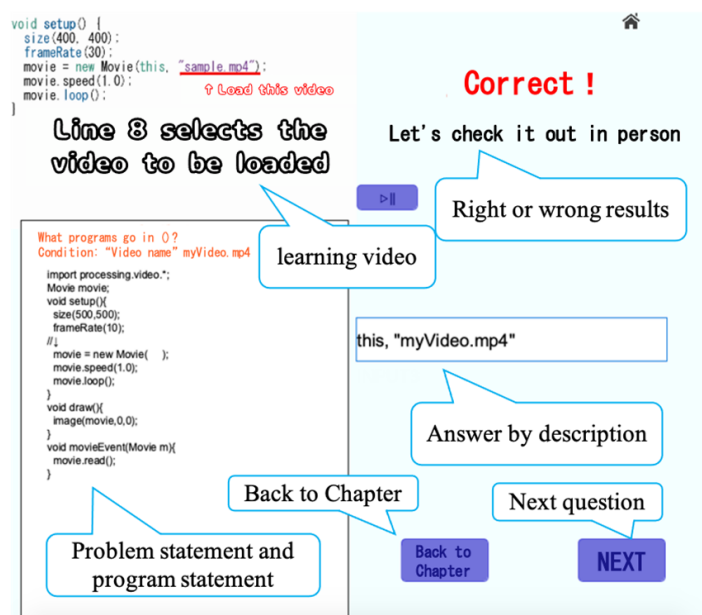 void setup() {
size(400, 400);
frameRate(30);
movie = new Movie(this, "sample.mp4");
movie.speed(1.0);
movie.loop();
}
↑ Load this video
Line 8 selects the
video to be loaded
learning video
What programs go in ()?
Condition: “Video name” myVideo.mp4
import processing.video.*;
Movie movie;
void setup(){
size(500,500);
frameRate(10);
//↓
movie = new Movie(    );
movie.speed(1.0);
movie.loop();
}
void draw(){
image(movie,0,0);
}
void movieEvent(Movie m){
movie.read();
}
Problem statement and
program statement
Correct!
Let's check it out in person
Right or wrong results
this, "myVideo.mp4"
Answer by description
Back to Chapter
Next question
Back to
Chapter
NEXT